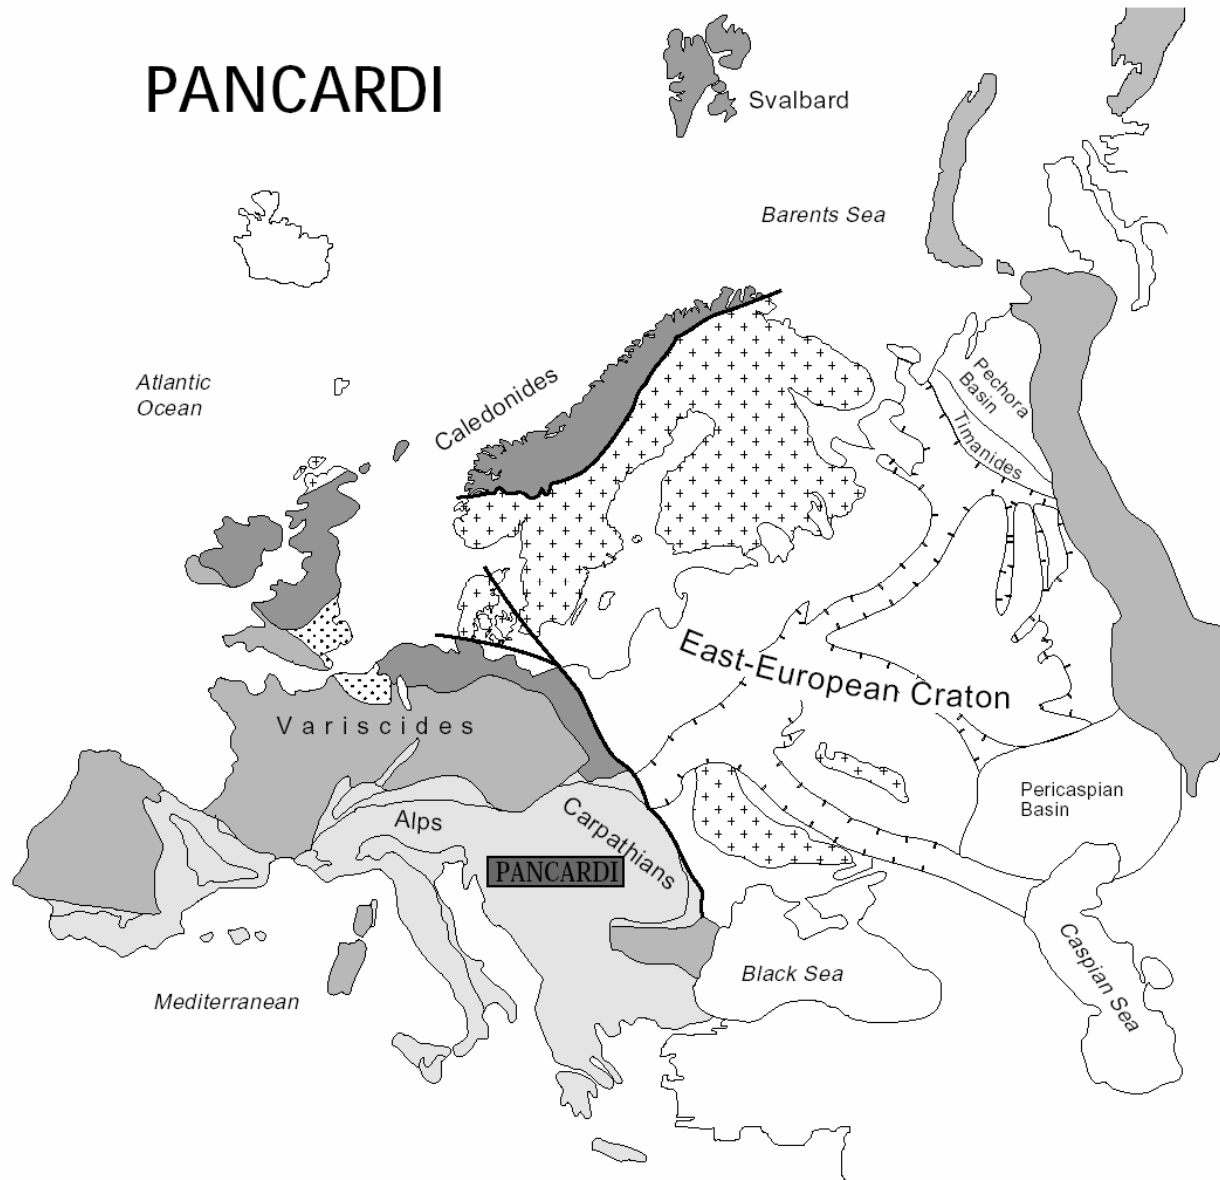 PANCARDI
Svalbard
Barents Sea
Atlantic
Ocean
Caledonides
Pechora
Basin
Timanides
East-European Craton
Variscides
Pericaspian
Basin
Alps
Carpathians
PANCARDI
Black Sea
Caspian Sea
Mediterranean